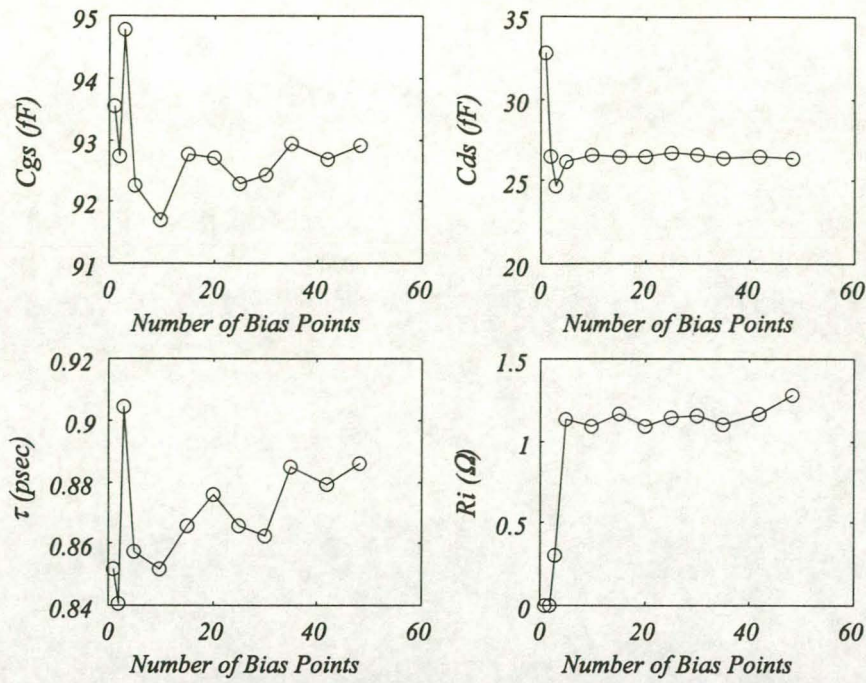 95
94
93
92
91
Cgs (fF)
0 20 40 60
Number of Bias Points
35
30
25
20
Cds (fF)
0 20 40 60
Number of Bias Points
0.92
0.9
0.88
0.86
0.84
τ (psec)
0 20 40 60
Number of Bias Points
1.5
1
0.5
0
Ri (Ω)
0 20 40 60
Number of Bias Points